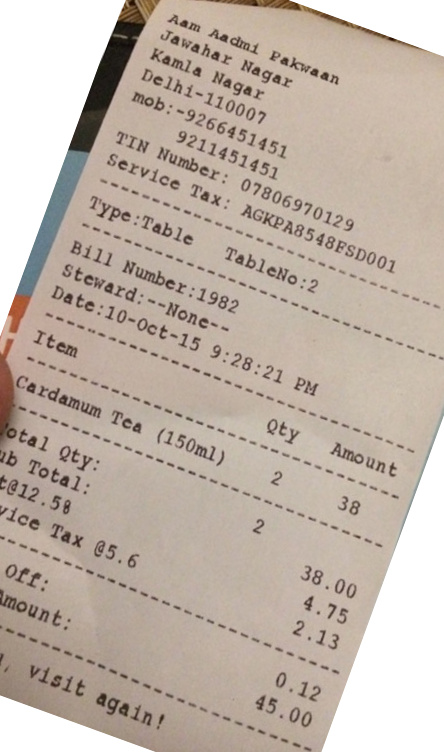 Aam Aadmi Pakwaan
Jawahar Nagar
Kamla Nagar
Delhi-110007
mob:-9266451451
9211451451
TIN Number: 07806970129
Service Tax: AGKPA8548FSD001
Type:Table TableNo:2
Bill Number:1982
Steward:--None--
Date:10-Oct-15 9:28:21 PM
Item Qty Amount
Cardamum Tea (150ml) 2 38
otal Qty: 2
ub Total: 38.00
t@12.5% 4.75
vice Tax @5.6 2.13
Off: 0.12
Amount: 45.00
, visit again!